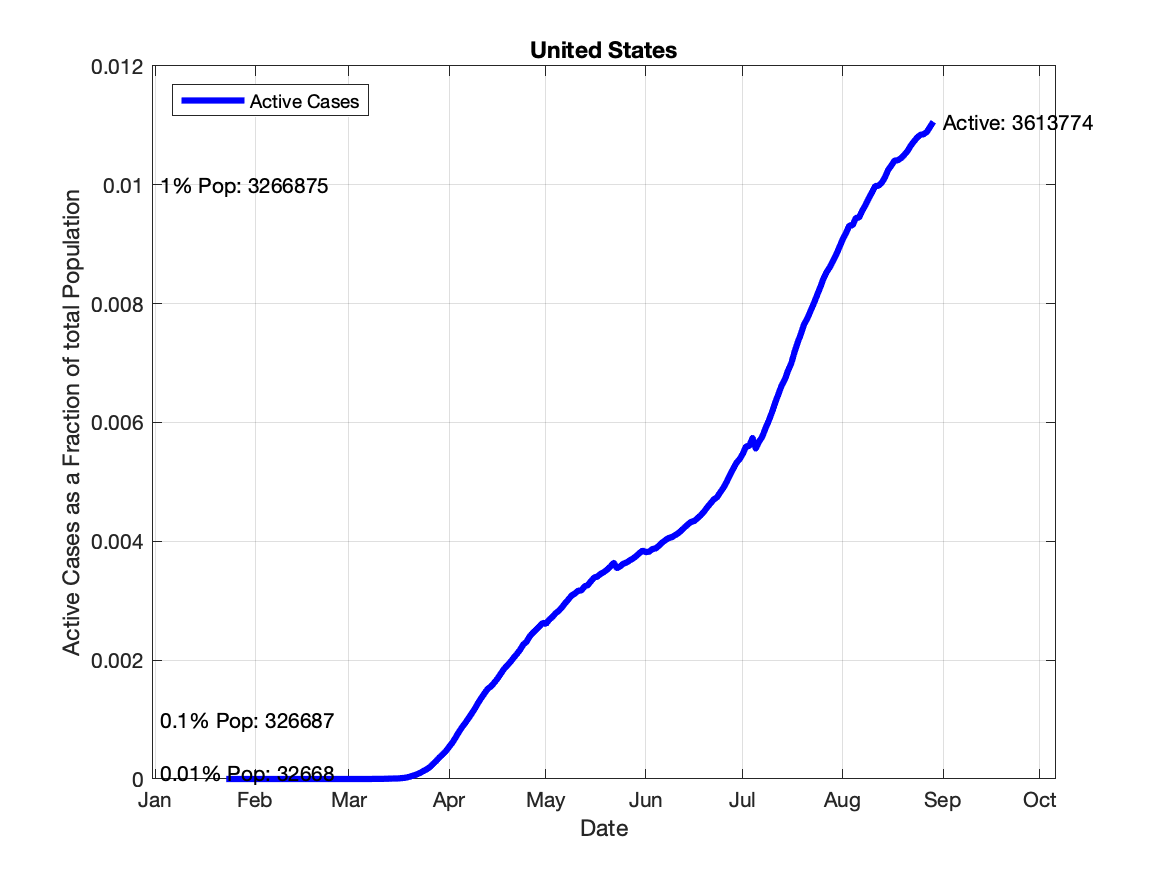 United States
0.012
Active Cases
Active: 3613774
0.01
1% Pop: 3266875
0.008
0.006
0.004
0.002
0.1% Pop: 326687
0
0.01% Pop: 32668
Active Cases as a Fraction of total Population
Jan Feb Mar Apr May Jun Jul Aug Sep Oct
Date